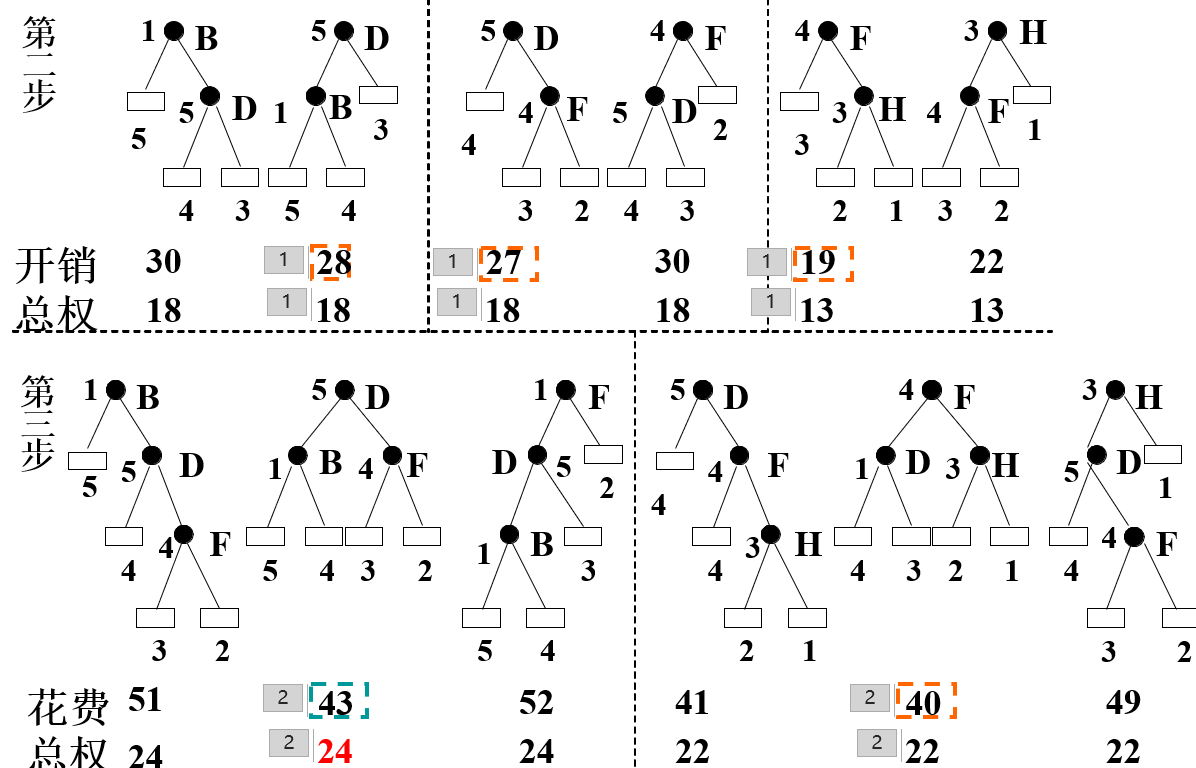 第二步
1 B 5 D 5 D 4 F 4 F 3 H
5 D 1 B 4 F 5 D 3 H 4 F
5 3 4 2 3 1
4 3 5 4 3 2 4 3 2 1 3 2
开销 30 1 28 1 27 30 1 19 22
总权 18 1 18 1 18 18 1 13 13
第三步
1 B 5 D 1 F 5 D 4 F 3 H
5 D 1 B 4 F D 5 4 F 1 D 3 H 5 D
5 2 4 1
4 F 1 B 3 H 4 F
4 5 4 3 2 3 4 4 3 2 1 4
3 2 5 4 2 1 3 2
花费 51 2 43 52 41 2 40 49
总权 24 2 24 24 22 2 22 22